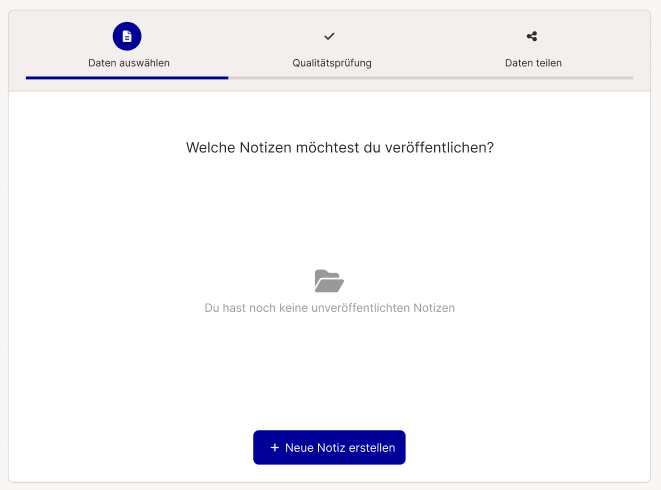 Daten auswählen
Qualitätsprüfung
Daten teilen
Welche Notizen möchtest du veröffentlichen?
Du hast noch keine unveröffentlichten Notizen
+ Neue Notiz erstellen